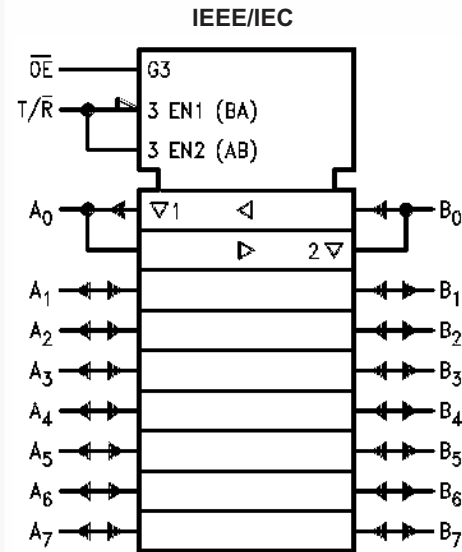 IEEE/IEC
O̅E̅ G3
T/R̅ 3 EN1 (BA)
3 EN2 (AB)
A₀ ▽1 ◁ B₀
▷ 2▽
A₁ B₁
A₂ B₂
A₃ B₃
A₄ B₄
A₅ B₅
A₆ B₆
A₇ B₇